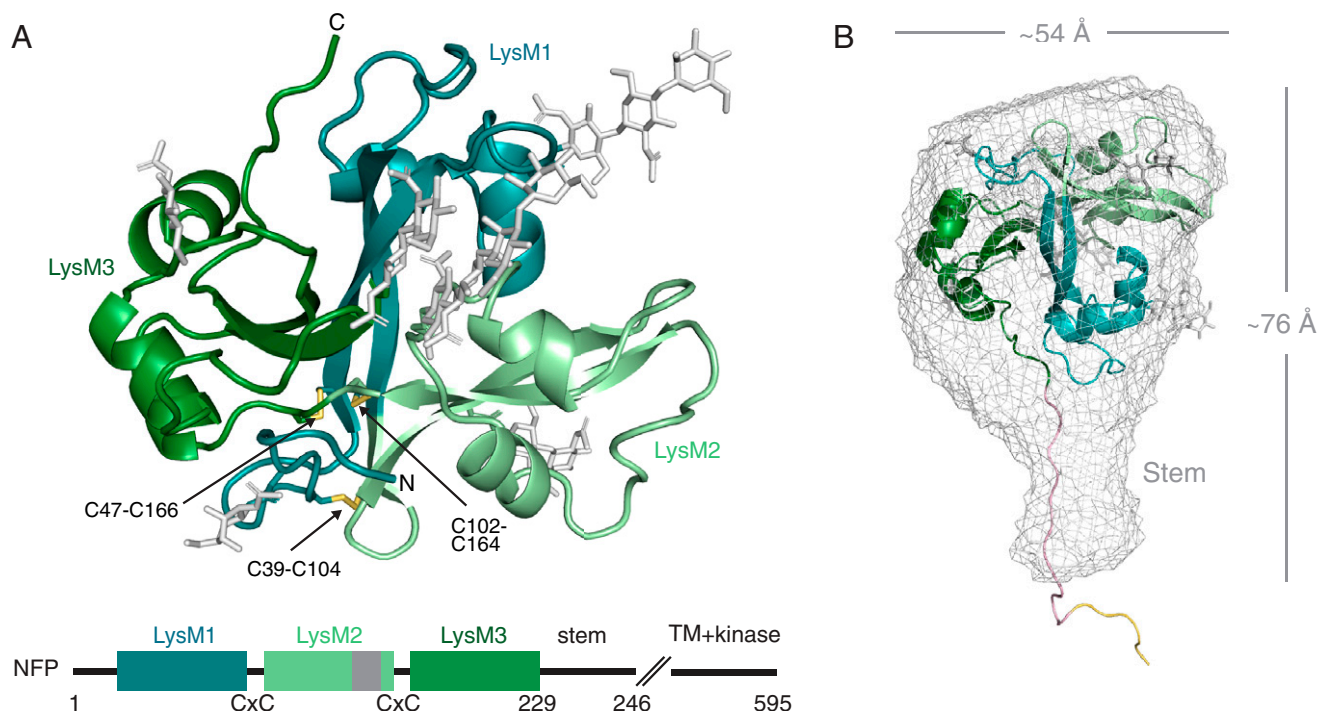 A
C
LysM1
LysM3
LysM2
N
C47-C166
C102-
C164
C39-C104
LysM1 LysM2 LysM3 stem TM+kinase
NFP
1 CxC CxC 229 246 595
B
~54 Å
~76 Å
Stem